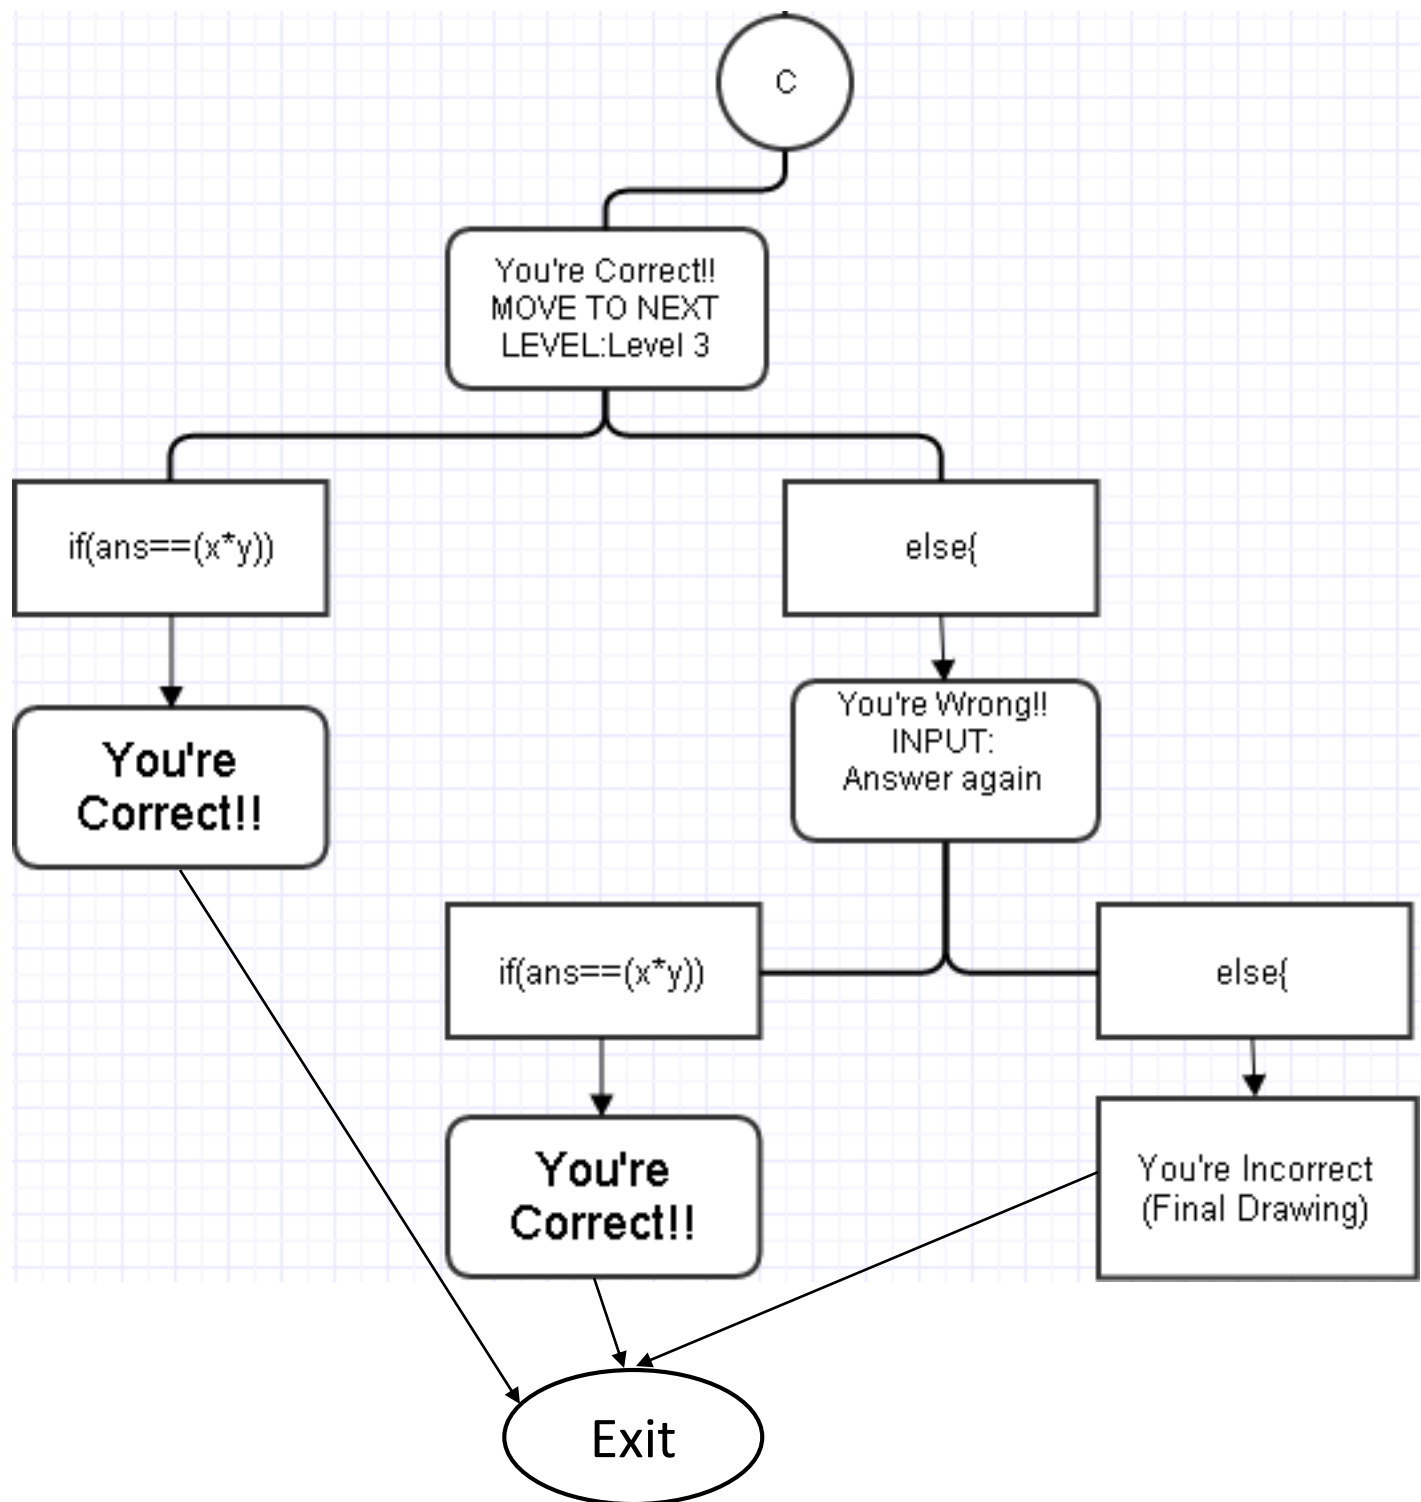 C
You're Correct!!
MOVE TO NEXT
LEVEL:Level 3
if(ans==(x*y))
else{
You're
Correct!!
You're Wrong!!
INPUT:
Answer again
if(ans==(x*y))
else{
You're
Correct!!
You're Incorrect
(Final Drawing)
Exit